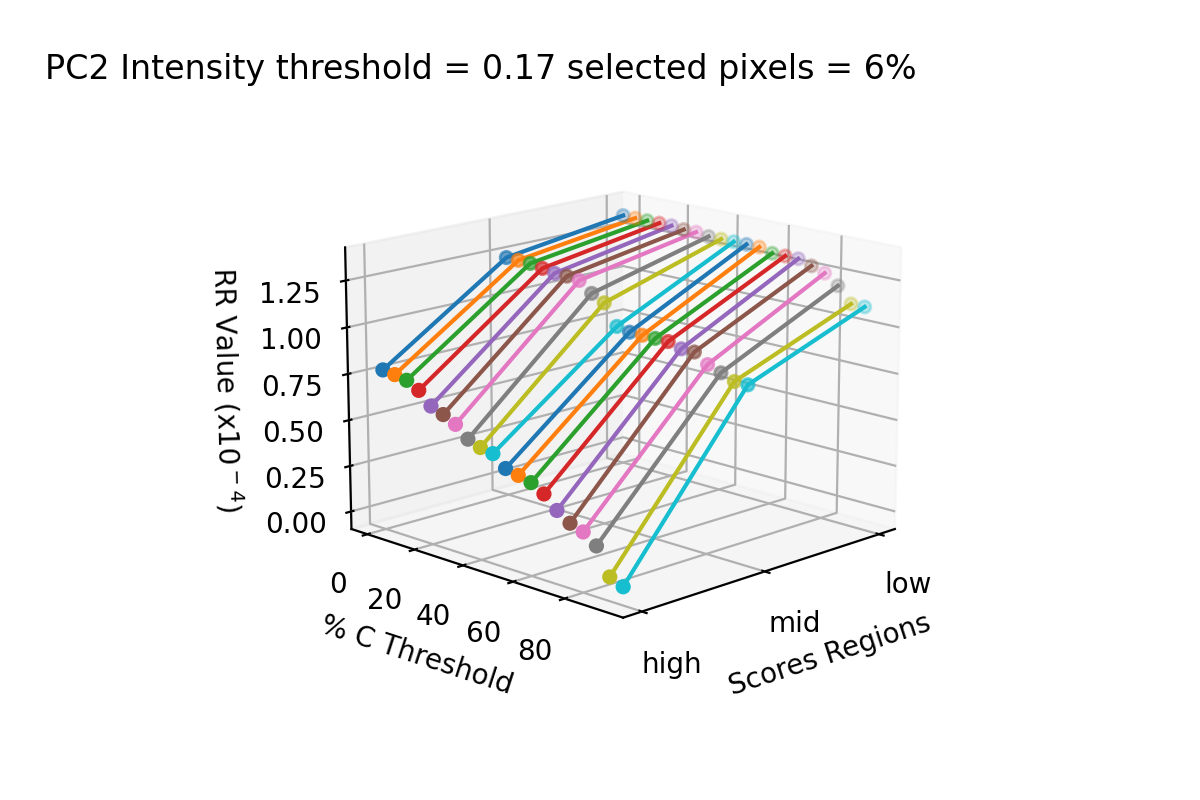 PC2 Intensity threshold = 0.17 selected pixels = 6%
RR Value (x10⁻⁴)
1.25
1.00
0.75
0.50
0.25
0.00
0
20
40
60
80
% C Threshold
low
mid
high
Scores Regions